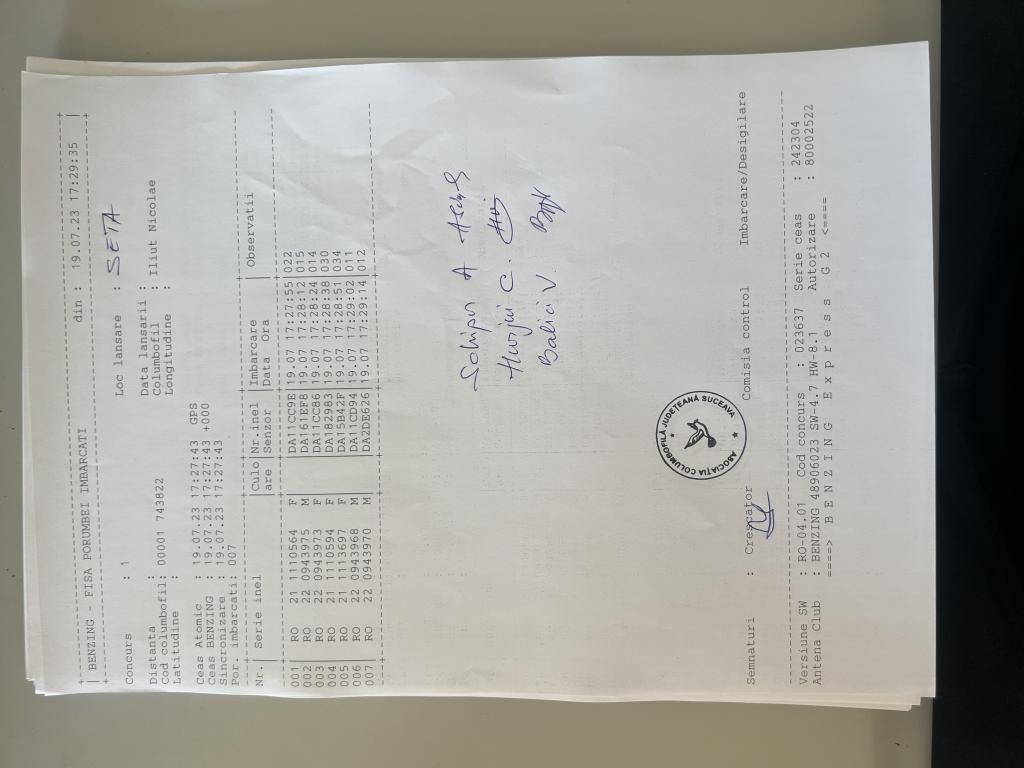 BENZING - FISA PORUMBEI IMBARCATI din : 19.07.23 17:29:35
Concurs : 1 Loc lansare : SETA
Distanta : Data lansarii :
Cod columbofil: 00001 743822 Columbofil : Iliut Nicolae
Latitudine : Longitudine :
Ceas Atomic : 19.07.23 17:27:43 GPS
Ceas BENZING : 19.07.23 17:27:43 +000
Sincronizare : 19.07.23 17:27:43
Por. imbarcati: 007
Nr. | Serie inel |Culo|Nr.inel |Imbarcare | Observatii
are |Senzor |Data Ora |
001 RO 21 1110564 F DA11CC9E 19.07 17:27:55 022
002 RO 22 0943975 M DA161EF8 19.07 17:28:12 015
003 RO 22 0943973 F DA11CC86 19.07 17:28:24 014
004 RO 21 1110594 F DA182983 19.07 17:28:38 030
005 RO 21 1113697 F DA15B42F 19.07 17:28:51 034
006 RO 22 0943968 M DA11CD94 19.07 17:29:02 011
007 RO 22 0943970 M DA2DE626 19.07 17:29:14 012
Schipor A
C.
Balici V.
ASOCIAȚIA COLUMBOFILĂ JUDEȚEANĂ SUCEAVA
Semnaturi : Crescator Comisia control Imbarcare/Desigilare
Versiune SW : RO-04.01 Cod concurs : 023637 Serie ceas : 242304
Antena Club : BENZING 48906023 SW-4.7 HW-8.1 Autorizare : 80002522
====> B E N Z I N G E x p r e s s G 2 <====